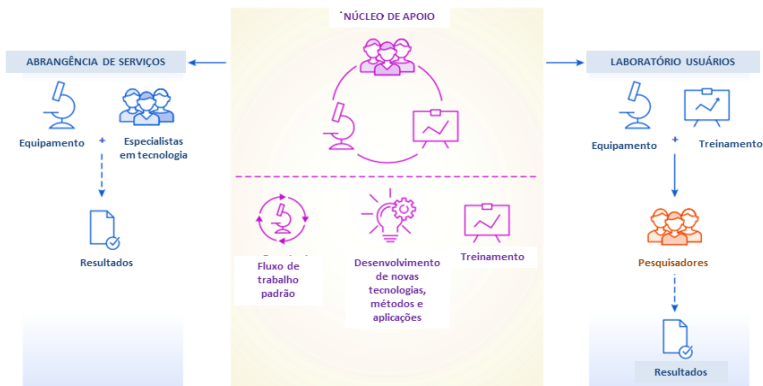 NÚCLEO DE APOIO
ABRANGÊNCIA DE SERVIÇOS
Equipamento
+
Especialistas
em tecnologia
Resultados
Fluxo de
trabalho
padrão
Desenvolvimento
de novas
tecnologias,
métodos e
aplicações
Treinamento
LABORATÓRIO USUÁRIOS
Equipamento
+
Treinamento
Pesquisadores
Resultados